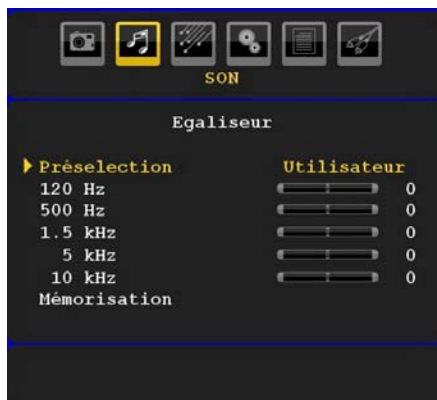 SON
Egaliseur
Préselection Utilisateur
120 Hz 0
500 Hz 0
1.5 kHz 0
5 kHz 0
10 kHz 0
Mémorisation